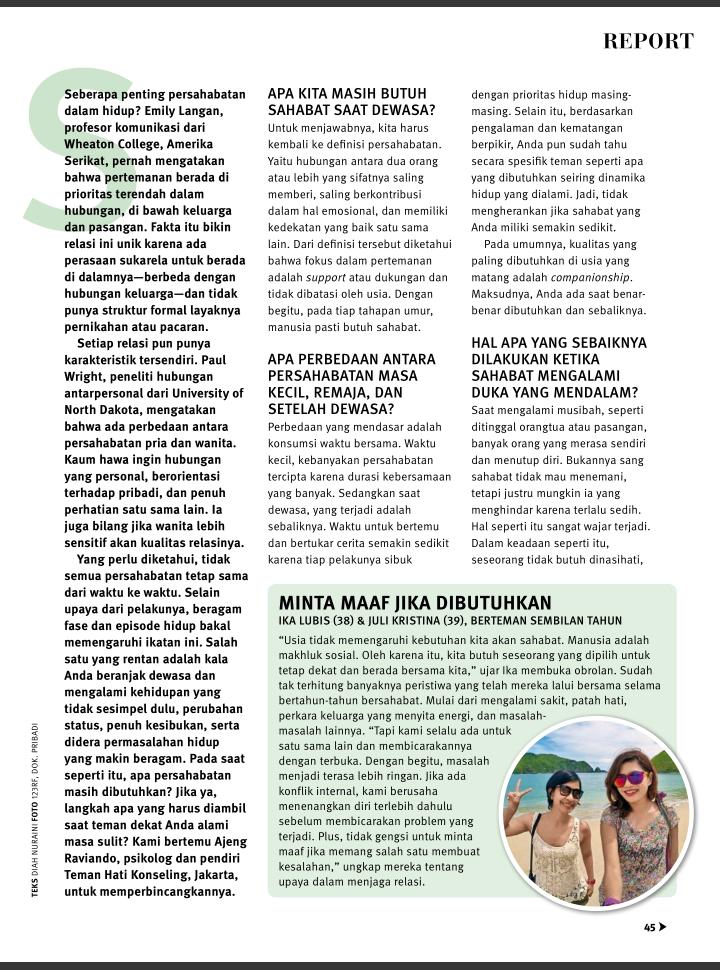 REPORT
Seberapa penting persahabatan
dalam hidup? Emily Langan,
profesor komunikasi dari
Wheaton College, Amerika
Serikat, pernah mengatakan
bahwa pertemanan berada di
prioritas terendah dalam
hubungan, di bawah keluarga
dan pasangan. Fakta itu bikin
relasi ini unik karena ada
perasaan sukarela untuk berada
di dalamnya—berbeda dengan
hubungan keluarga—dan tidak
punya struktur formal layaknya
pernikahan atau pacaran.
Setiap relasi pun punya
karakteristik tersendiri. Paul
Wright, peneliti hubungan
antarpersonal dari University of
North Dakota, mengatakan
bahwa ada perbedaan antara
persahabatan pria dan wanita.
Kaum hawa ingin hubungan
yang personal, berorientasi
terhadap pribadi, dan penuh
perhatian satu sama lain. Ia
juga bilang jika wanita lebih
sensitif akan kualitas relasinya.
Yang perlu diketahui, tidak
semua persahabatan tetap sama
dari waktu ke waktu. Selain
upaya dari pelakunya, beragam
fase dan episode hidup bakal
memengaruhi ikatan ini. Salah
satu yang rentan adalah kala
Anda beranjak dewasa dan
mengalami kehidupan yang
tidak sesimpel dulu, perubahan
status, penuh kesibukan, serta
didera permasalahan hidup
yang makin beragam. Pada saat
seperti itu, apa persahabatan
masih dibutuhkan? Jika ya,
langkah apa yang harus diambil
saat teman dekat Anda alami
masa sulit? Kami bertemu Ajeng
Raviando, psikolog dan pendiri
Teman Hati Konseling, Jakarta,
untuk memperbincangkannya.
APA KITA MASIH BUTUH
SAHABAT SAAT DEWASA?
Untuk menjawabnya, kita harus
kembali ke definisi persahabatan.
Yaitu hubungan antara dua orang
atau lebih yang sifatnya saling
memberi, saling berkontribusi
dalam hal emosional, dan memiliki
kedekatan yang baik satu sama
lain. Dari definisi tersebut diketahui
bahwa fokus dalam pertemanan
adalah support atau dukungan dan
tidak dibatasi oleh usia. Dengan
begitu, pada tiap tahapan umur,
manusia pasti butuh sahabat.
APA PERBEDAAN ANTARA
PERSAHABATAN MASA
KECIL, REMAJA, DAN
SETELAH DEWASA?
Perbedaan yang mendasar adalah
konsumsi waktu bersama. Waktu
kecil, kebanyakan persahabatan
tercipta karena durasi kebersamaan
yang banyak. Sedangkan saat
dewasa, yang terjadi adalah
sebaliknya. Waktu untuk bertemu
dan bertukar cerita semakin sedikit
karena tiap pelakunya sibuk
dengan prioritas hidup masing-
masing. Selain itu, berdasarkan
pengalaman dan kematangan
berpikir, Anda pun sudah tahu
secara spesifik teman seperti apa
yang dibutuhkan seiring dinamika
hidup yang dialami. Jadi, tidak
mengherankan jika sahabat yang
Anda miliki semakin sedikit.
Pada umumnya, kualitas yang
paling dibutuhkan di usia yang
matang adalah companionship.
Maksudnya, Anda ada saat benar-
benar dibutuhkan dan sebaliknya.
HAL APA YANG SEBAIKNYA
DILAKUKAN KETIKA
SAHABAT MENGALAMI
DUKA YANG MENDALAM?
Saat mengalami musibah, seperti
ditinggal orangtua atau pasangan,
banyak orang yang merasa sendiri
dan menutup diri. Bukannya sang
sahabat tidak mau menemani,
tetapi justru mungkin ia yang
menghindar karena terlalu sedih.
Hal seperti itu sangat wajar terjadi.
Dalam keadaan seperti itu,
seseorang tidak butuh dinasihati,
MINTA MAAF JIKA DIBUTUHKAN
IKA LUBIS (38) & JULI KRISTINA (39), BERTEMAN SEMBILAN TAHUN
“Usia tidak memengaruhi kebutuhan kita akan sahabat. Manusia adalah
makhluk sosial. Oleh karena itu, kita butuh seseorang yang dipilih untuk
tetap dekat dan berada bersama kita,” ujar Ika membuka obrolan. Sudah
tak terhitung banyaknya peristiwa yang telah mereka lalui bersama selama
bertahun-tahun bersahabat. Mulai dari mengalami sakit, patah hati,
perkara keluarga yang menyita energi, dan masalah-
masalah lainnya. “Tapi kami selalu ada untuk
satu sama lain dan membicarakannya
dengan terbuka. Dengan begitu, masalah
menjadi terasa lebih ringan. Jika ada
konflik internal, kami berusaha
menenangkan diri terlebih dahulu
sebelum membicarakan problem yang
terjadi. Plus, tidak gengsi untuk minta
maaf jika memang salah satu membuat
kesalahan,” ungkap mereka tentang
upaya dalam menjaga relasi.
TEKS DIAH NURAINI FOTO 123RF, DOK. PRIBADI
45